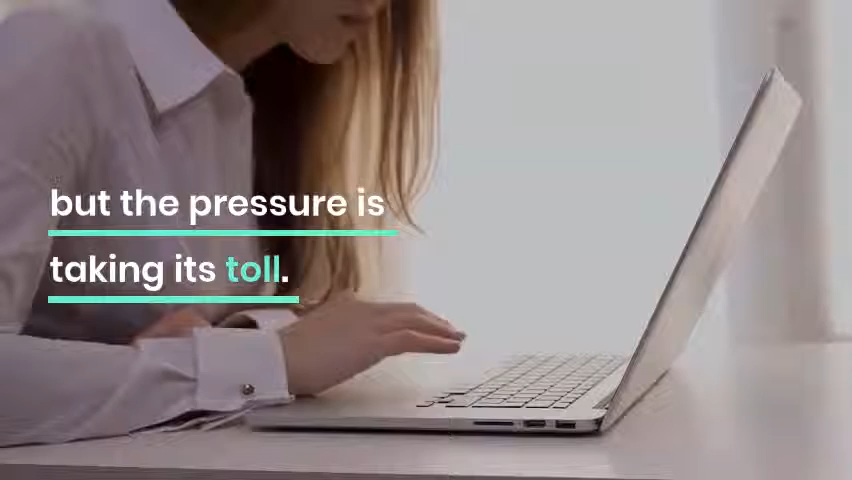 but the pressure is
taking its toll.